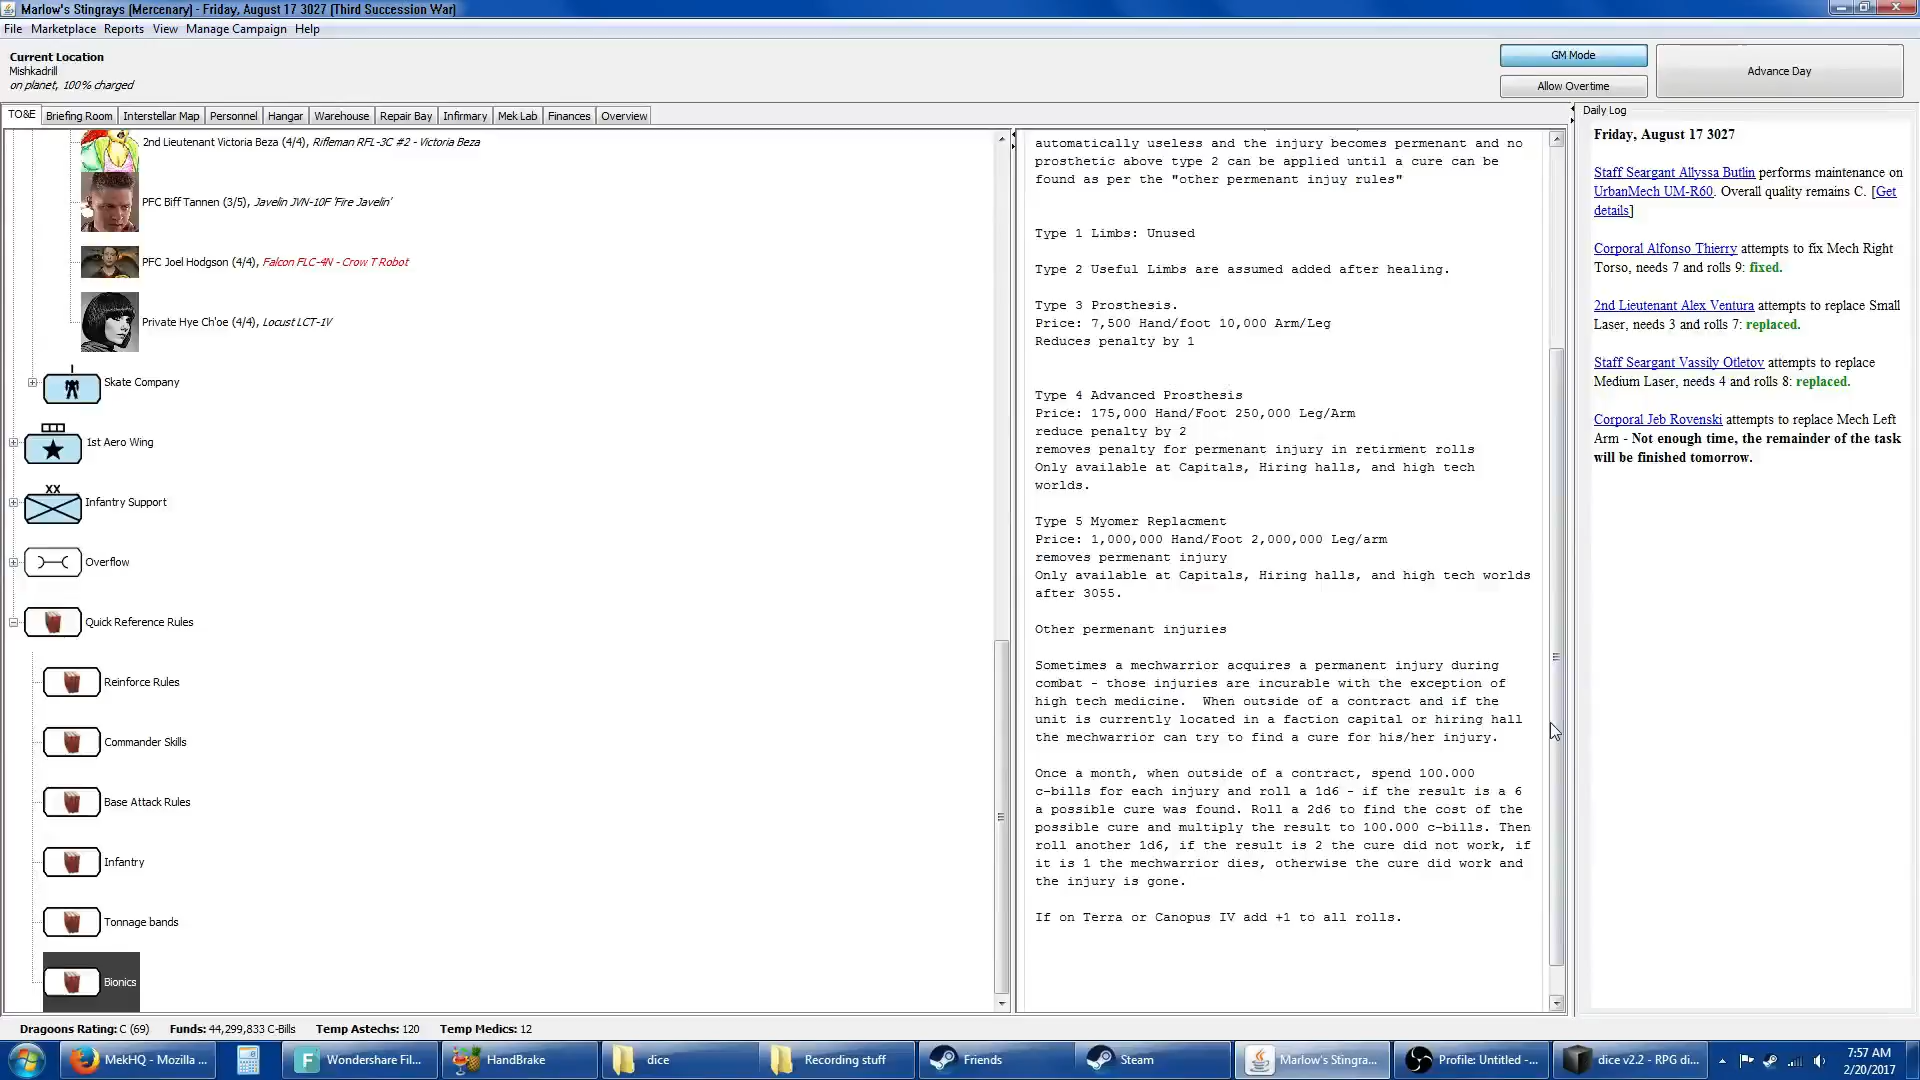 Marlow's Stingrays (Mercenary) - Friday, August 17 3027 (Third Succession War)
File Marketplace Reports View Manage Campaign Help
Current Location
Mishkadrill
on planet, 100% charged
GM Mode
Allow Overtime
Advance Day
TO&E Briefing Room Interstellar Map Personnel Hangar Warehouse Repair Bay Infirmary Mek Lab Finances Overview
2nd Lieutenant Victoria Beza (4/4), Rifleman RFL-3C #2 - Victoria Beza
PFC Biff Tannen (3/5), Javelin JVN-10F 'Fire Javelin'
PFC Joel Hodgson (4/4), Falcon FLC-4N - Crow T Robot
Private Hye Ch'oe (4/4), Locust LCT-1V
Skate Company
1st Aero Wing
XX
Infantry Support
Overflow
Quick Reference Rules
Reinforce Rules
Commander Skills
Base Attack Rules
Infantry
Tonnage bands
Bionics
automatically useless and the injury becomes permanent and no
prosthetic above type 2 can be applied until a cure can be
found as per the "other permenant injuy rules"
Type 1 Limbs: Unused
Type 2 Useful Limbs are assumed added after healing.
Type 3 Prosthesis.
Price: 7,500 Hand/foot 10,000 Arm/Leg
Reduces penalty by 1
Type 4 Advanced Prosthesis
Price: 175,000 Hand/Foot 250,000 Leg/Arm
reduce penalty by 2
removes penalty for permenant injury in retirment rolls
Only available at Capitals, Hiring halls, and high tech
worlds.
Type 5 Myomer Replacment
Price: 1,000,000 Hand/Foot 2,000,000 Leg/arm
removes permenant injury
Only available at Capitals, Hiring halls, and high tech worlds
after 3055.
Other permenant injuries
Sometimes a mechwarrior acquires a permanent injury during
combat - those injuries are incurable with the exception of
high tech medicine.  When outside of a contract and if the
unit is currently located in a faction capital or hiring hall
the mechwarrior can try to find a cure for his/her injury.
Once a month, when outside of a contract, spend 100.000
c-bills for each injury and roll a 1d6 - if the result is a 6
a possible cure was found. Roll a 2d6 to find the cost of the
possible cure and multiply the result to 100.000 c-bills. Then
roll another 1d6, if the result is 2 the cure did not work, if
it is 1 the mechwarrior dies, otherwise the cure did work and
the injury is gone.
If on Terra or Canopus IV add +1 to all rolls.
Daily Log
Friday, August 17 3027
Staff Seargant Allyssa Butlin performs maintenance on
UrbanMech UM-R60. Overall quality remains C. [Get
details]
Corporal Alfonso Thierry attempts to fix Mech Right
Torso, needs 7 and rolls 9: fixed.
2nd Lieutenant Alex Ventura attempts to replace Small
Laser, needs 3 and rolls 7: replaced.
Staff Seargant Vassily Otletov attempts to replace
Medium Laser, needs 4 and rolls 8: replaced.
Corporal Jeb Rovenski attempts to replace Mech Left
Arm - Not enough time, the remainder of the task
will be finished tomorrow.
Dragoons Rating: C (69) Funds: 44,299,833 C-Bills Temp Astechs: 120 Temp Medics: 12
MekHQ - Mozilla ... Wondershare Fil... HandBrake dice Recording stuff Friends Steam Marlow's Stingra... Profile: Untitled -... dice v2.2 - RPG di...
7:57 AM
2/20/2017